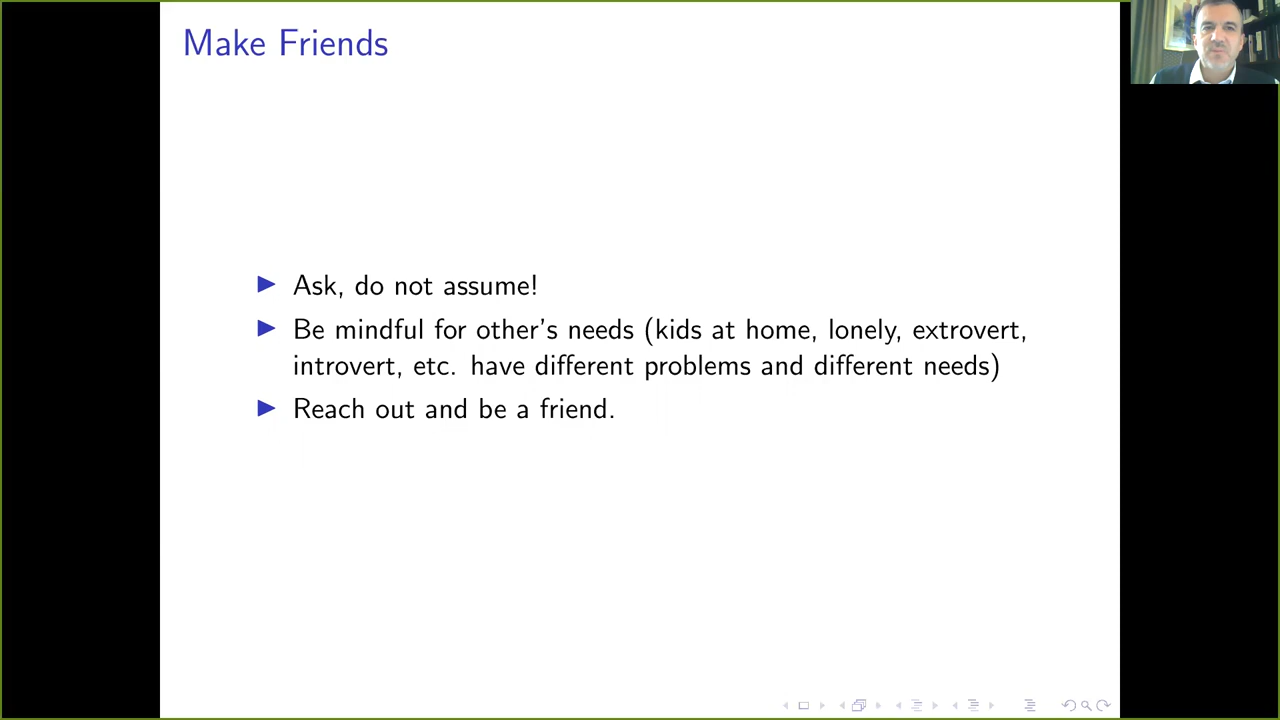 Make Friends
Ask, do not assume!
Be mindful for other's needs (kids at home, lonely, extrovert,
introvert, etc. have different problems and different needs)
Reach out and be a friend.